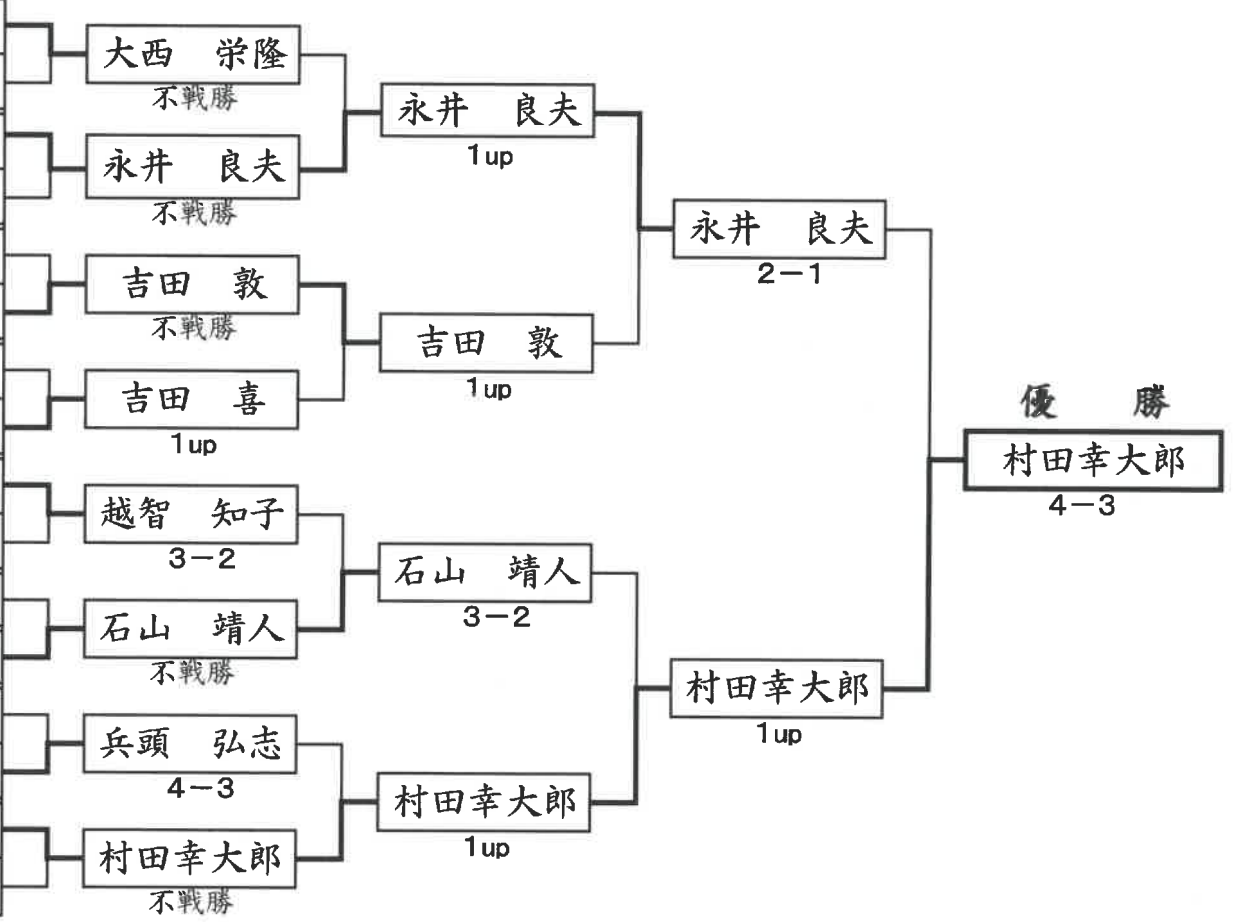 大西　栄隆
不戦勝
永井　良夫
不戦勝
吉田　敦
不戦勝
吉田　喜
1up
越智　知子
3－2
石山　靖人
不戦勝
兵頭　弘志
4－3
村田幸大郎
不戦勝
永井　良夫
1up
吉田　敦
1up
石山　靖人
3－2
村田幸大郎
1up
永井　良夫
2－1
村田幸大郎
1up
優　勝
村田幸大郎
4－3